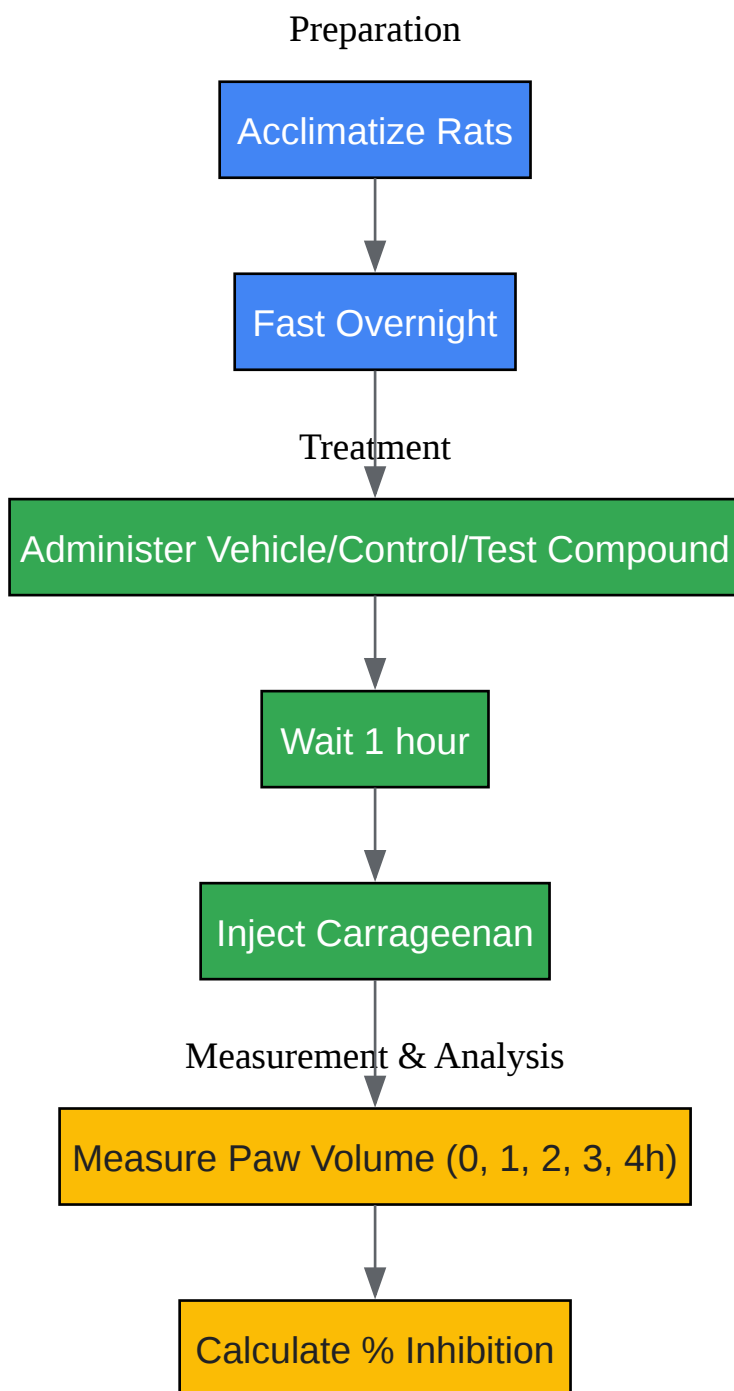 Preparation
Acclimatize Rats
Fast Overnight
Treatment
Administer Vehicle/Control/Test Compound
Wait 1 hour
Inject Carrageenan
Measurement & Analysis
Measure Paw Volume (0, 1, 2, 3, 4h)
Calculate % Inhibition